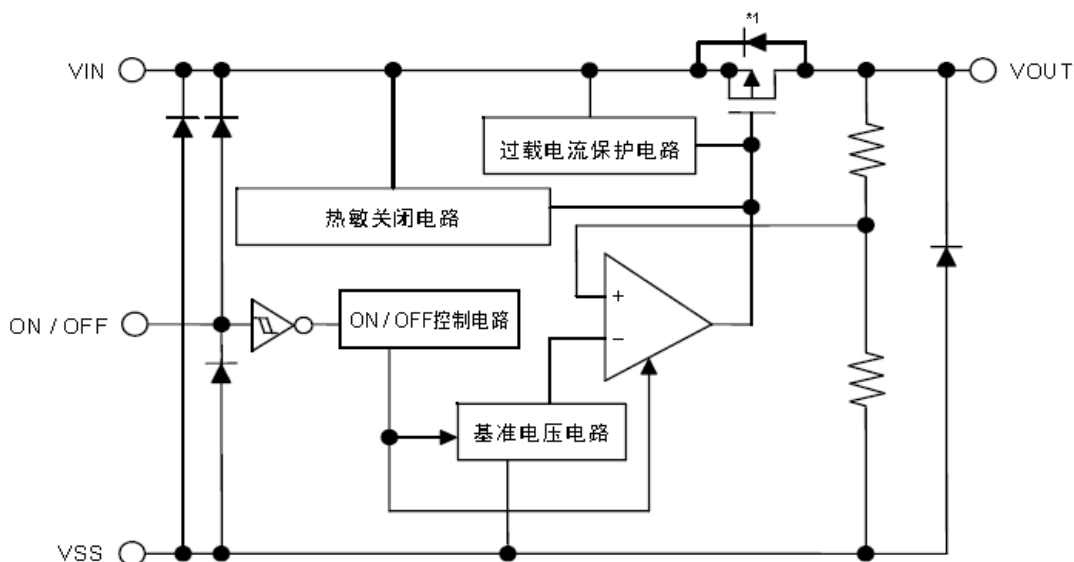 *1
VIN
VOUT
过载电流保护电路
热敏关闭电路
+
ON / OFF
ON / OFF控制电路
−
基准电压电路
VSS